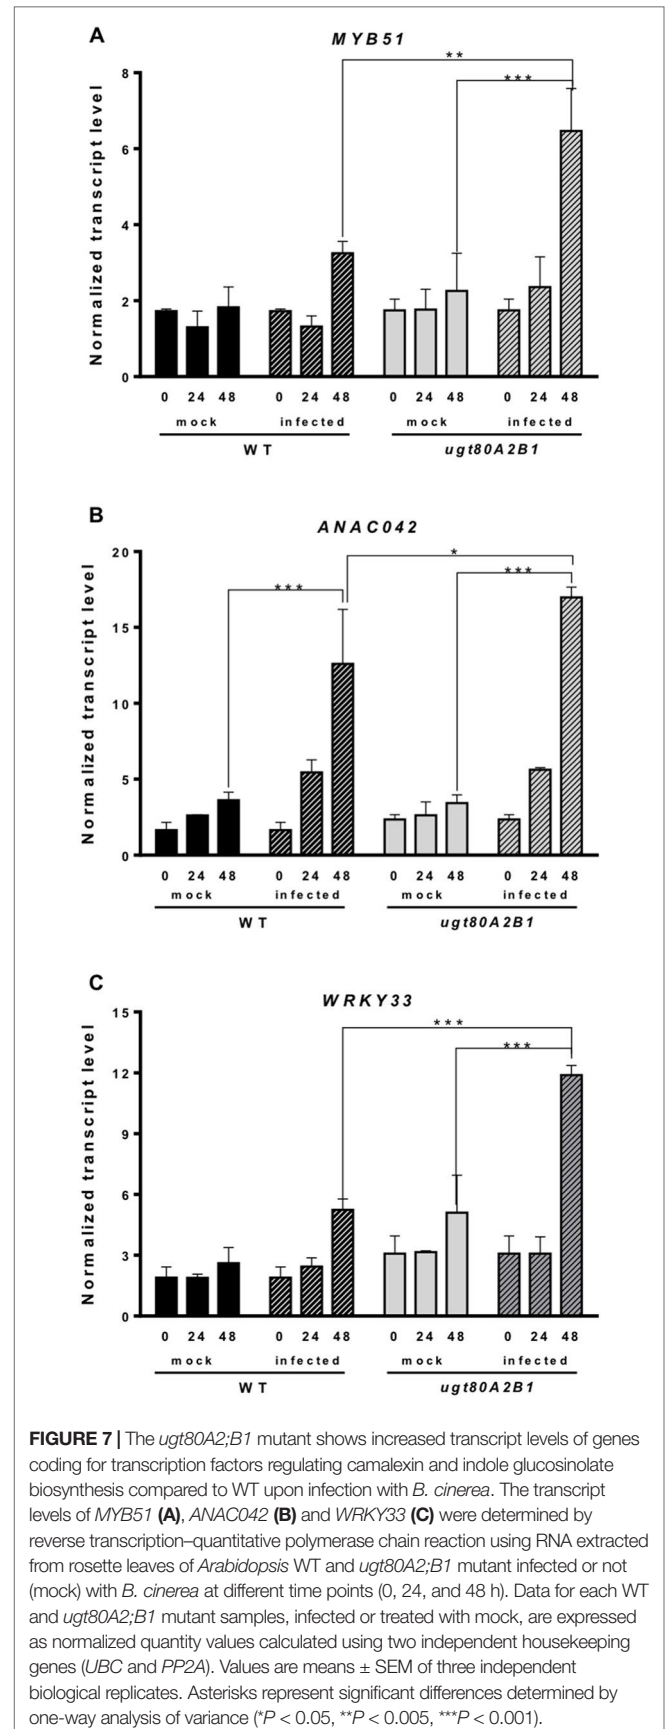 A
MYB51
** 
***
Normalized transcript level
8
6
4
2
0
0 24 48 0 24 48 0 24 48 0 24 48
mock infected mock infected
WT ugt80A2B1
B
ANAC042
*
*** ***
Normalized transcript level
20
15
10
5
0
0 24 48 0 24 48 0 24 48 0 24 48
mock infected mock infected
WT ugt80A2B1
C
WRKY33
***
***
Normalized transcript level
15
12
9
6
3
0
0 24 48 0 24 48 0 24 48 0 24 48
mock infected mock infected
WT ugt80A2B1
FIGURE 7 | The ugt80A2;B1 mutant shows increased transcript levels of genes
coding for transcription factors regulating camalexin and indole glucosinolate
biosynthesis compared to WT upon infection with B. cinerea. The transcript
levels of MYB51 (A), ANAC042 (B) and WRKY33 (C) were determined by
reverse transcription–quantitative polymerase chain reaction using RNA extracted
from rosette leaves of Arabidopsis WT and ugt80A2;B1 mutant infected or not
(mock) with B. cinerea at different time points (0, 24, and 48 h). Data for each WT
and ugt80A2;B1 mutant samples, infected or treated with mock, are expressed
as normalized quantity values calculated using two independent housekeeping
genes (UBC and PP2A). Values are means ± SEM of three independent
biological replicates. Asterisks represent significant differences determined by
one-way analysis of variance (*P < 0.05, **P < 0.005, ***P < 0.001).